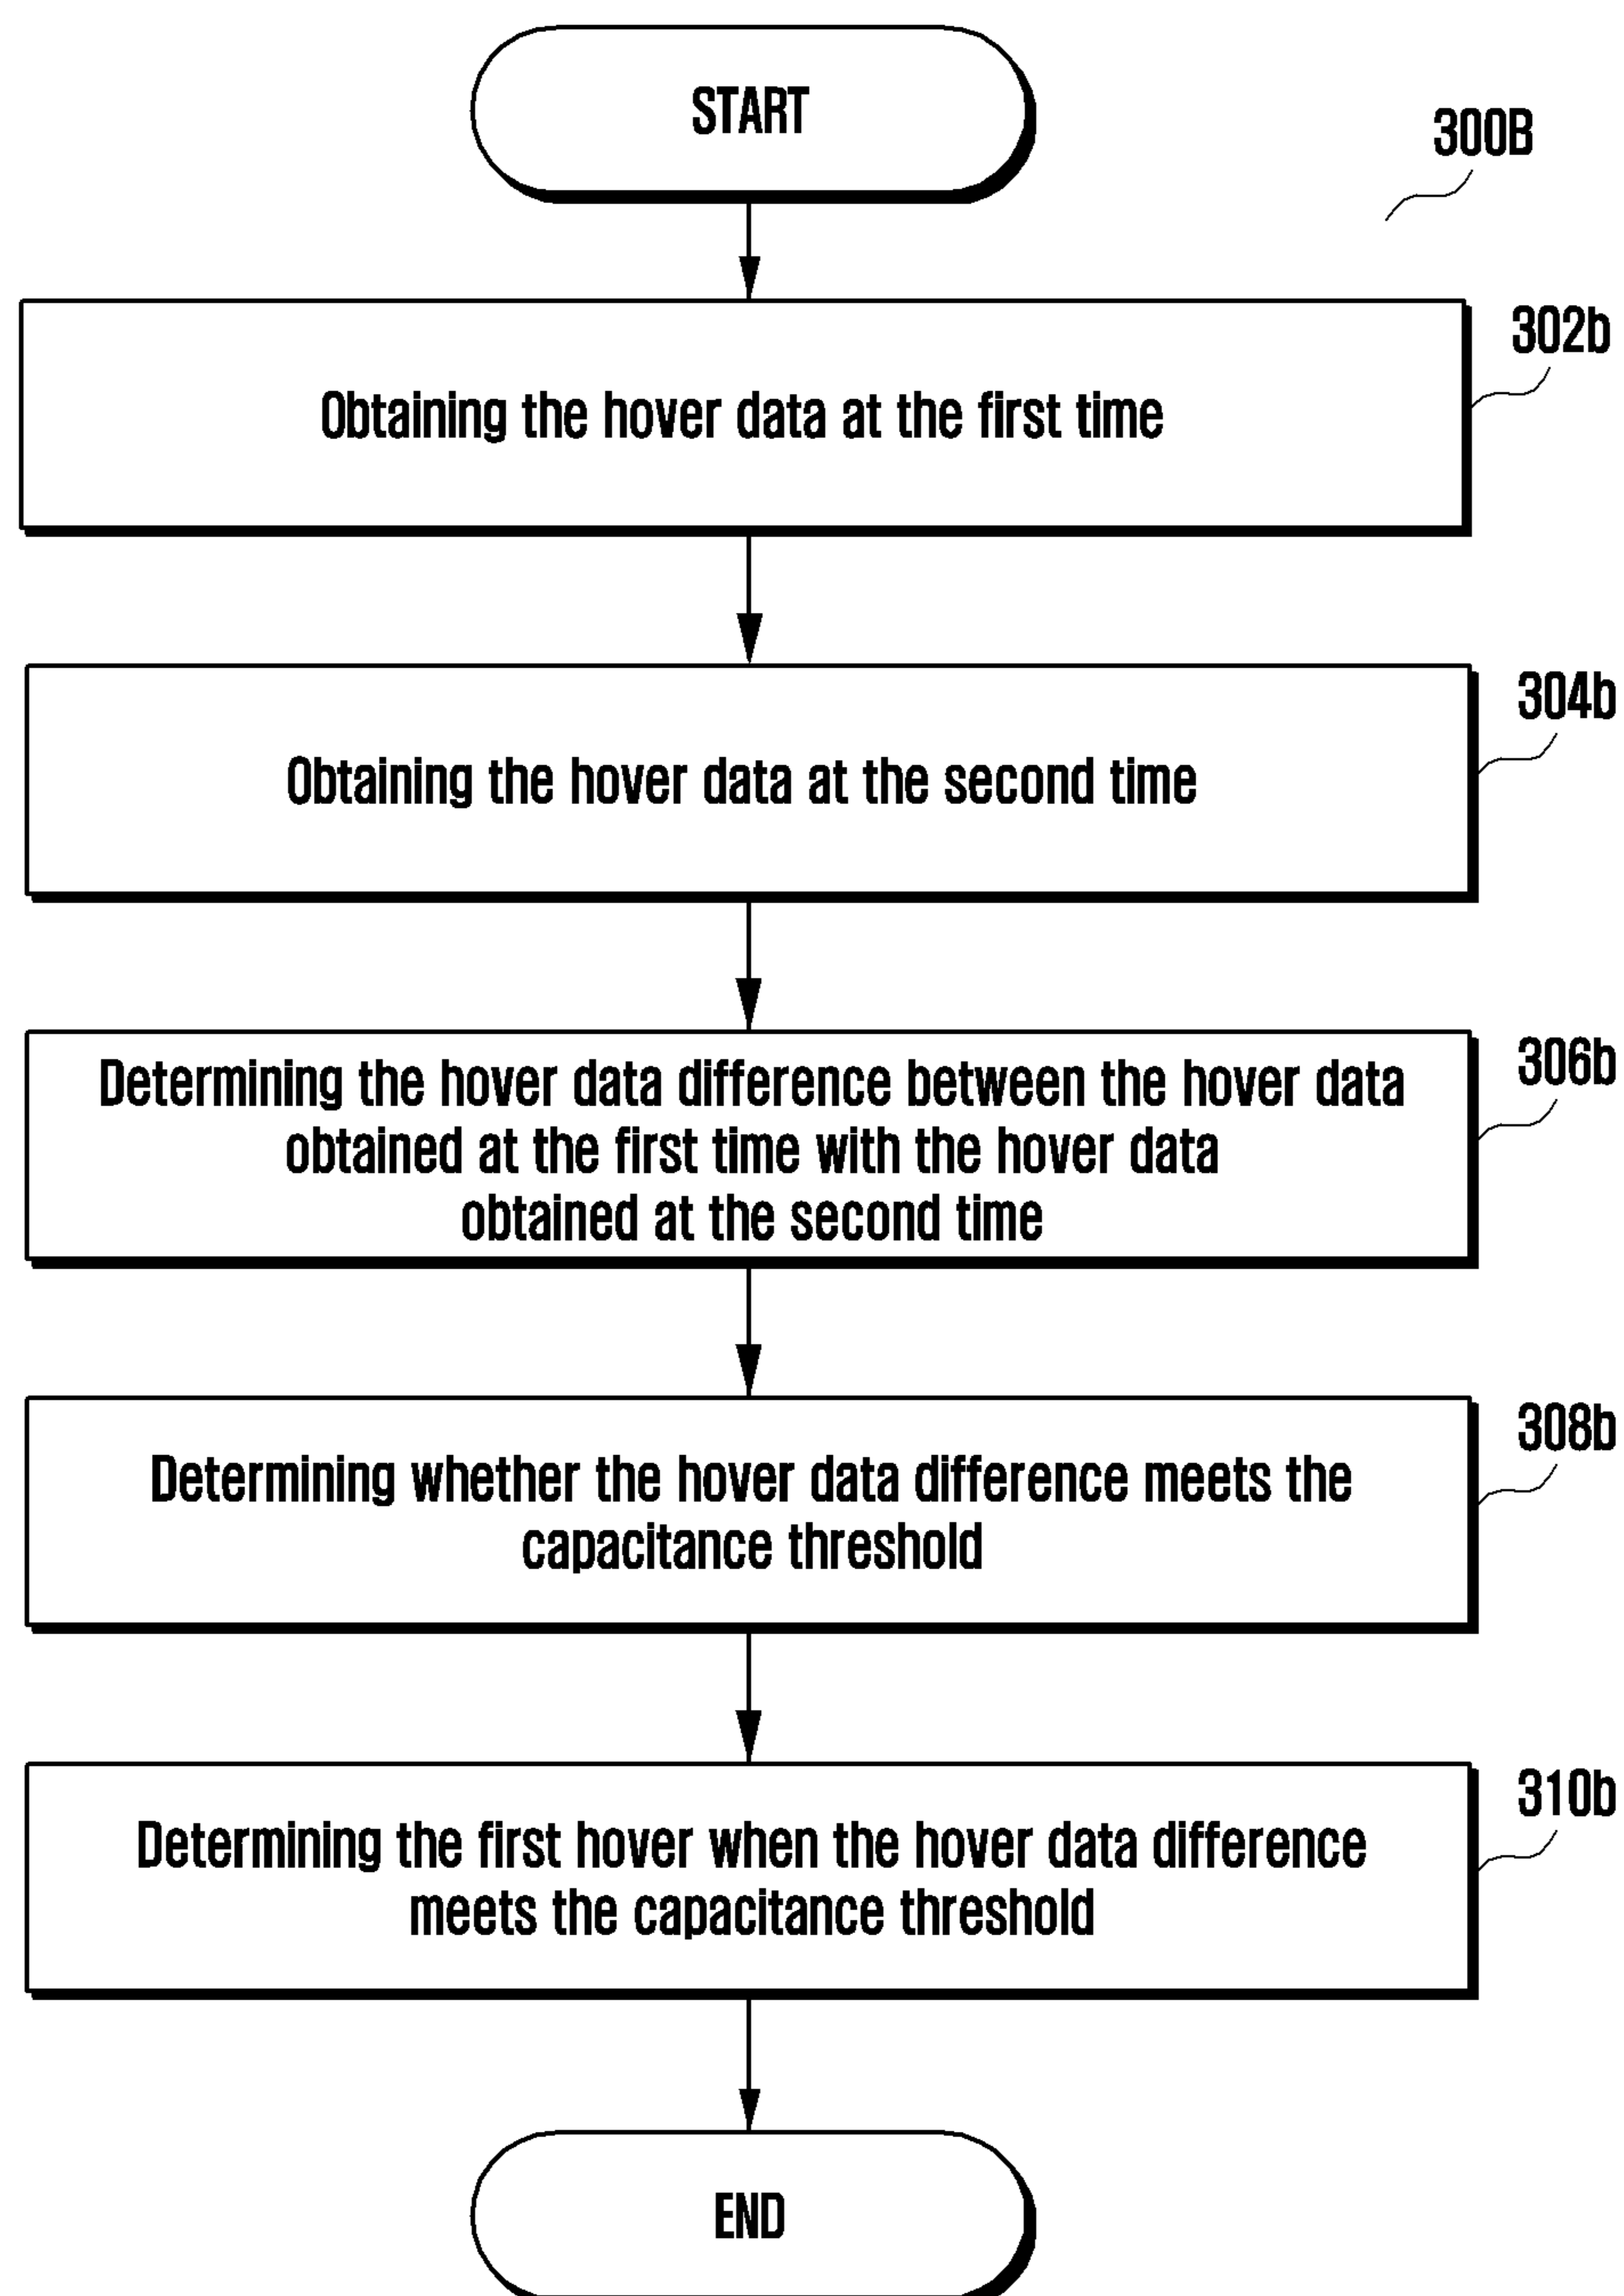 START
300B
302b
Obtaining the hover data at the first time
304b
Obtaining the hover data at the second time
306b
Determining the hover data difference between the hover data
obtained at the first time with the hover data
obtained at the second time
308b
Determining whether the hover data difference meets the
capacitance threshold
310b
Determining the first hover when the hover data difference
meets the capacitance threshold
END